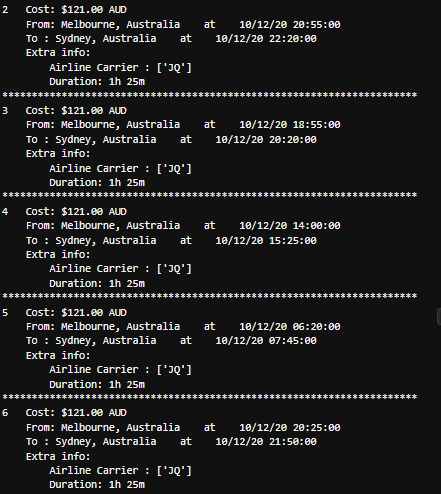 2 Cost: $121.00 AUD
From: Melbourne, Australia at 10/12/20 20:55:00
To : Sydney, Australia at 10/12/20 22:20:00
Extra info:
Airline Carrier : ['JQ']
Duration: 1h 25m
**********************************************************************
3 Cost: $121.00 AUD
From: Melbourne, Australia at 10/12/20 18:55:00
To : Sydney, Australia at 10/12/20 20:20:00
Extra info:
Airline Carrier : ['JQ']
Duration: 1h 25m
**********************************************************************
4 Cost: $121.00 AUD
From: Melbourne, Australia at 10/12/20 14:00:00
To : Sydney, Australia at 10/12/20 15:25:00
Extra info:
Airline Carrier : ['JQ']
Duration: 1h 25m
**********************************************************************
5 Cost: $121.00 AUD
From: Melbourne, Australia at 10/12/20 06:20:00
To : Sydney, Australia at 10/12/20 07:45:00
Extra info:
Airline Carrier : ['JQ']
Duration: 1h 25m
**********************************************************************
6 Cost: $121.00 AUD
From: Melbourne, Australia at 10/12/20 20:25:00
To : Sydney, Australia at 10/12/20 21:50:00
Extra info:
Airline Carrier : ['JQ']
Duration: 1h 25m